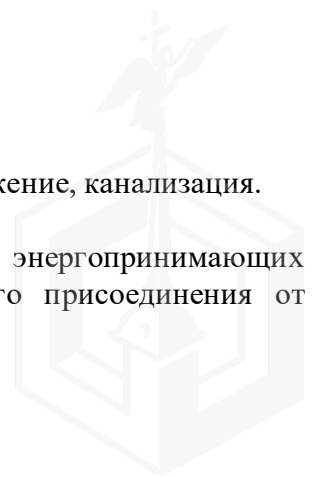 жение, канализация.
энергопринимающих
го присоединения от